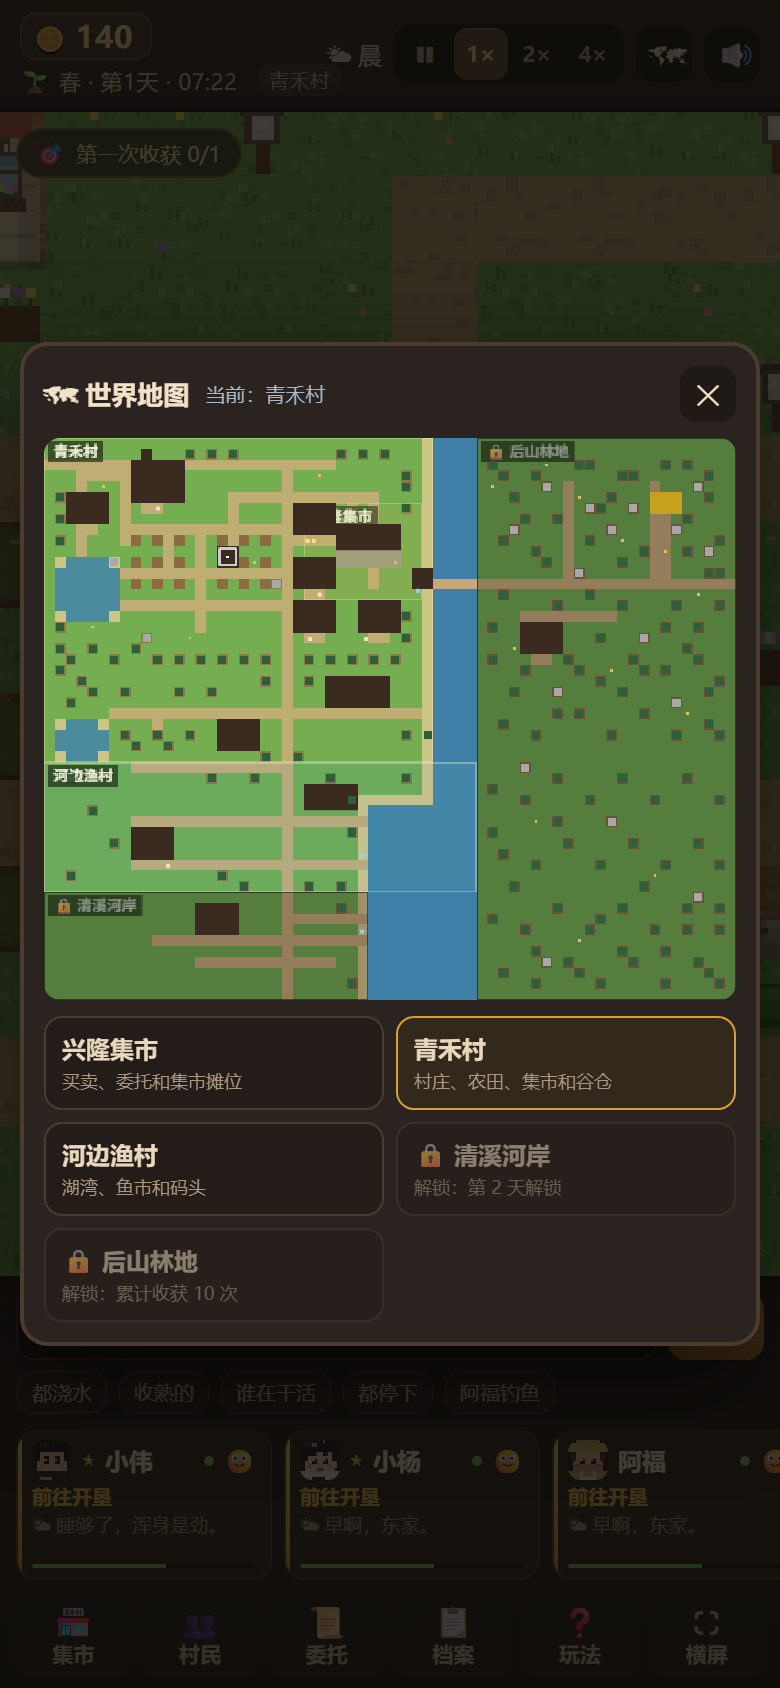 140
晨
1×
2×
4×
春 · 第1天 · 07:22
青禾村
第一次收获 0/1
世界地图
当前：青禾村
青禾村
后山林地
集市
河边渔村
清溪河岸
兴隆集市
买卖、委托和集市摊位
青禾村
村庄、农田、集市和谷仓
河边渔村
湖湾、鱼市和码头
清溪河岸
解锁：第 2 天解锁
后山林地
解锁：累计收获 10 次
都浇水
收熟的
谁在干活
都停下
阿福钓鱼
小伟
前往开垦
睡够了，浑身是劲。
小杨
前往开垦
早啊，东家。
阿福
前往开垦
早啊，东家。
集市
村民
委托
档案
玩法
横屏